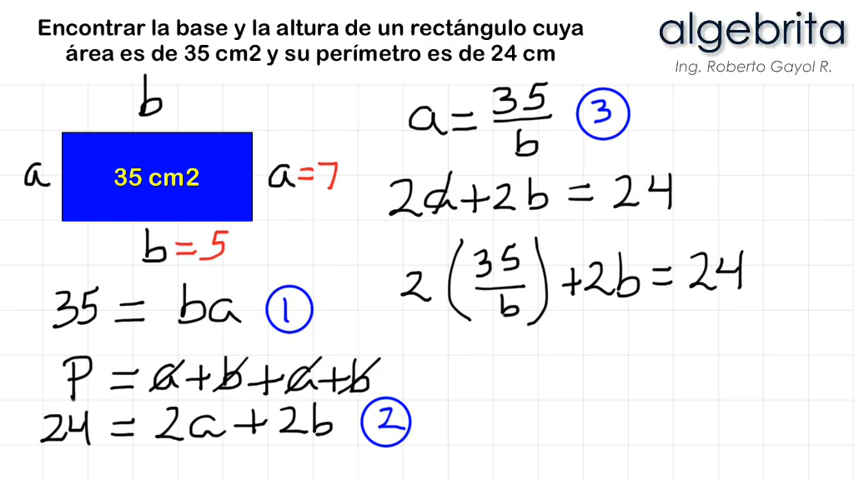 Encontrar la base y la altura de un rectángulo cuya
área es de 35 cm2 y su perímetro es de 24 cm
algebrita
Ing. Roberto Gayol R.
b
a
35 cm2
a=7
b=5
35 = ba ①
P = a+b+a+b
24 = 2a+2b ②
a = 35/b ③
2a+2b = 24
2(35/b)+2b=24